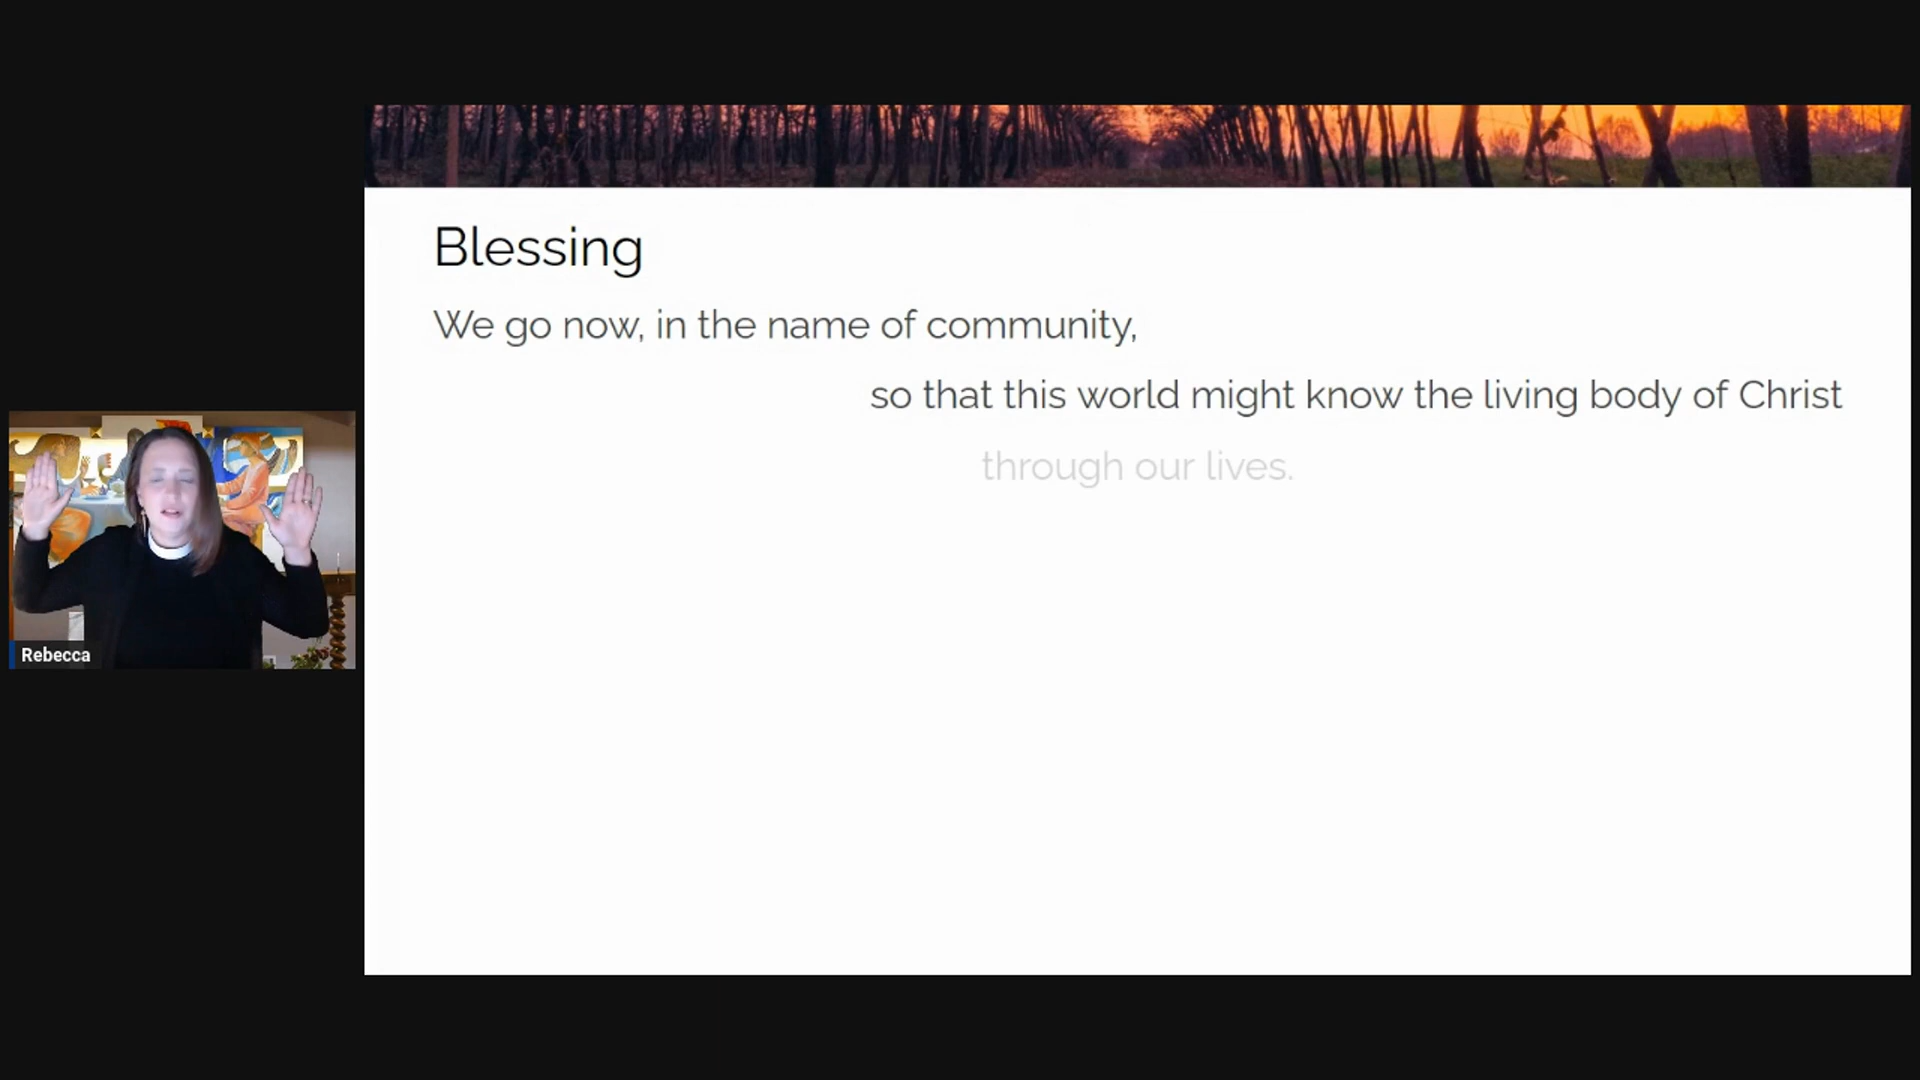 Blessing
We go now, in the name of community,
so that this world might know the living body of Christ
through our lives.
Rebecca